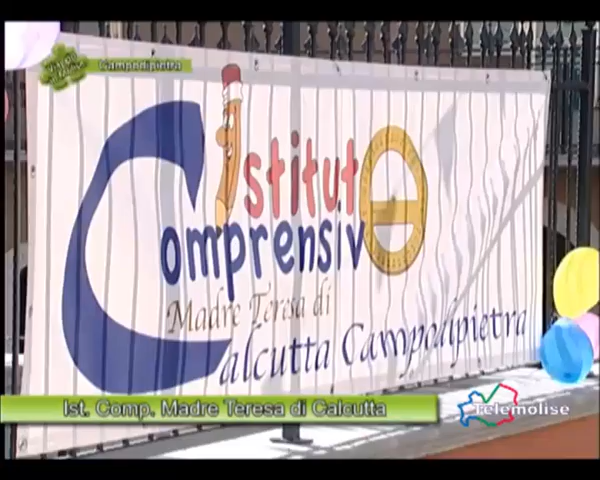 Campodipietra
Istituto
Comprensivo
Madre Teresa di
Calcutta Campodipietra
Ist. Comp. Madre Teresa di Calcutta
Telemolise